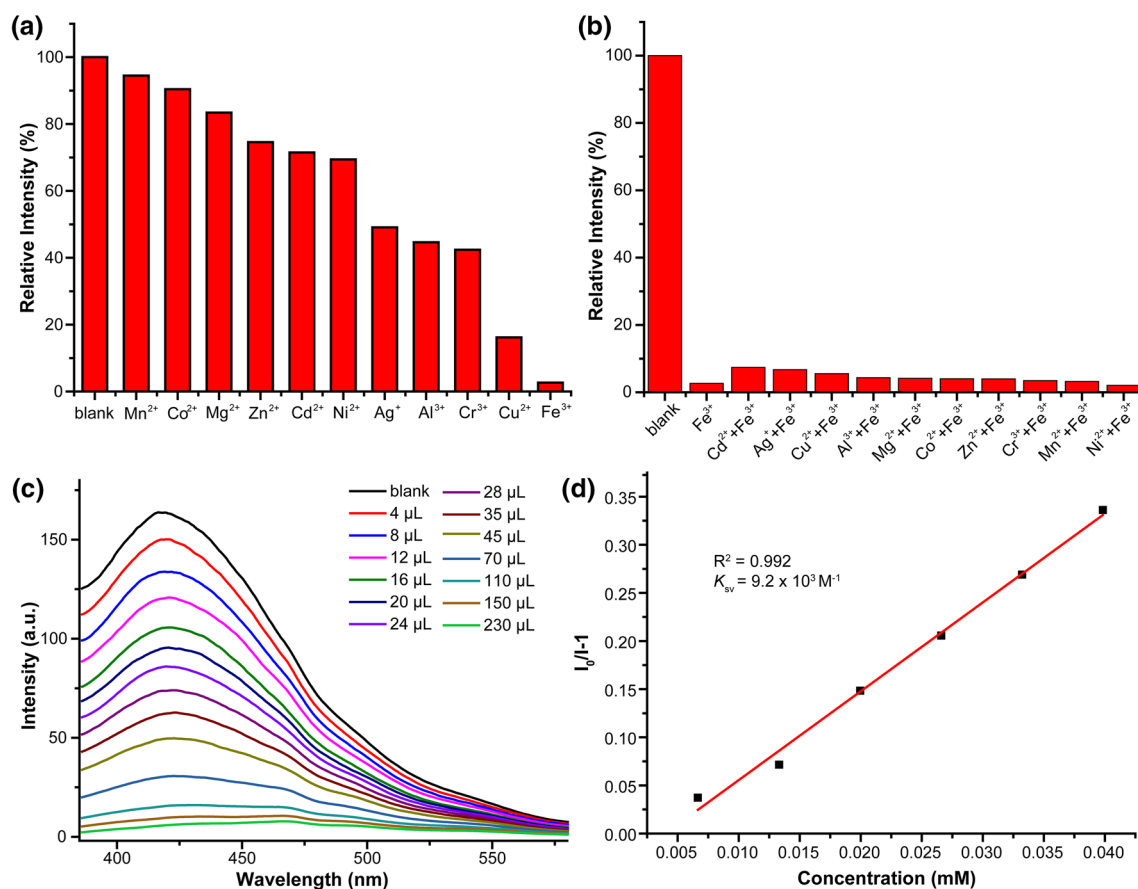 (a)
Relative Intensity (%)
100
80
60
40
20
0
blank Mn²⁺ Co²⁺ Mg²⁺ Zn²⁺ Cd²⁺ Ni²⁺ Ag⁺ Al³⁺ Cr³⁺ Cu²⁺ Fe³⁺
(b)
Relative Intensity (%)
100
80
60
40
20
0
blank
Fe³⁺
Cd²⁺+Fe³⁺
Ag⁺+Fe³⁺
Cu²⁺+Fe³⁺
Al³⁺+Fe³⁺
Mg²⁺+Fe³⁺
Co²⁺+Fe³⁺
Zn²⁺+Fe³⁺
Cr³⁺+Fe³⁺
Mn²⁺+Fe³⁺
Ni²⁺+Fe³⁺
(c)
Intensity (a.u.)
150
100
50
0
blank 28 µL
4 µL 35 µL
8 µL 45 µL
12 µL 70 µL
16 µL 110 µL
20 µL 150 µL
24 µL 230 µL
400 450 500 550
Wavelength (nm)
(d)
I₀/I-1
0.35
0.30
0.25
0.20
0.15
0.10
0.05
0.00
R² = 0.992
Ksv = 9.2 x 10³ M⁻¹
0.005 0.010 0.015 0.020 0.025 0.030 0.035 0.040
Concentration (mM)